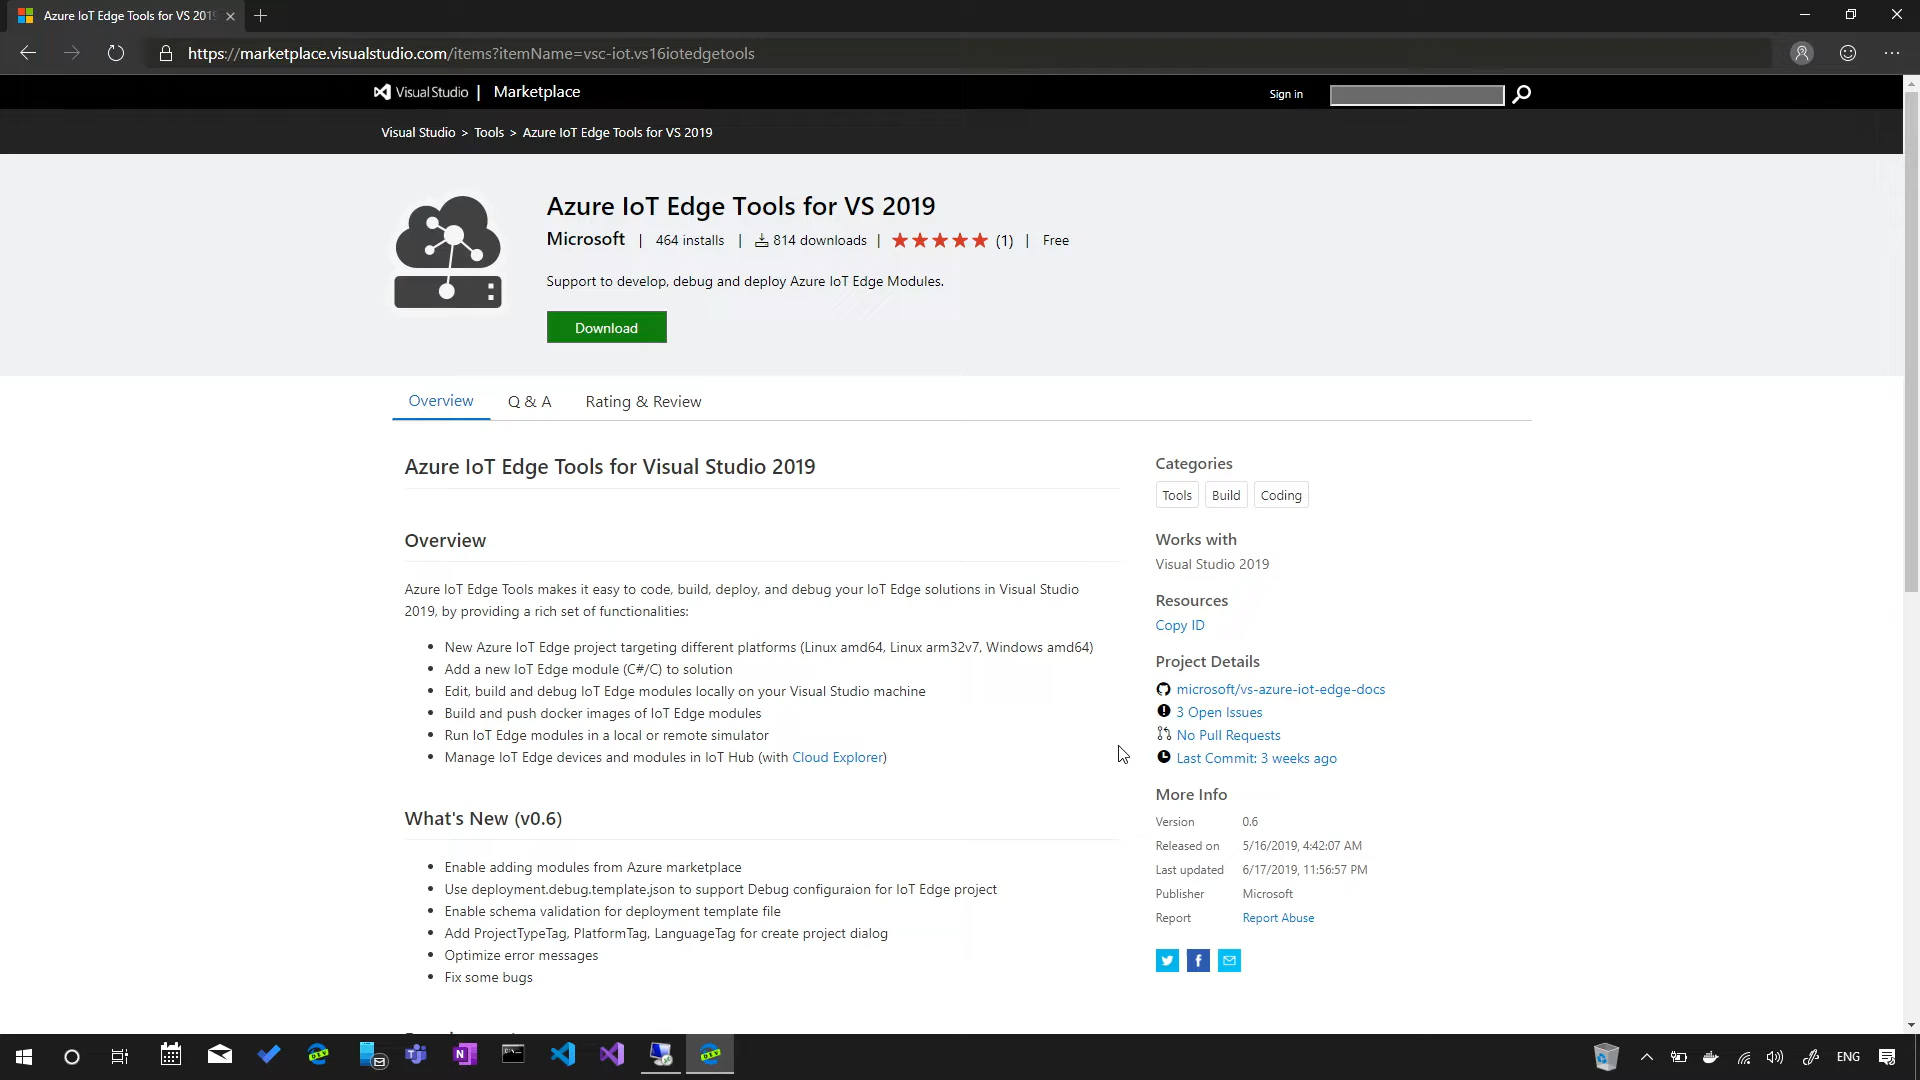 Azure IoT Edge Tools for VS 2019
https://marketplace.visualstudio.com/items?itemName=vsc-iot.vs16iotedgetools
Visual Studio | Marketplace
Sign in
Visual Studio > Tools > Azure IoT Edge Tools for VS 2019
Azure IoT Edge Tools for VS 2019
Microsoft | 464 installs | 814 downloads | (1) | Free
Support to develop, debug and deploy Azure IoT Edge Modules.
Download
Overview Q & A Rating & Review
Azure IoT Edge Tools for Visual Studio 2019
Overview
Azure IoT Edge Tools makes it easy to code, build, deploy, and debug your IoT Edge solutions in Visual Studio
2019, by providing a rich set of functionalities:
• New Azure IoT Edge project targeting different platforms (Linux amd64, Linux arm32v7, Windows amd64)
• Add a new IoT Edge module (C#/C) to solution
• Edit, build and debug IoT Edge modules locally on your Visual Studio machine
• Build and push docker images of IoT Edge modules
• Run IoT Edge modules in a local or remote simulator
• Manage IoT Edge devices and modules in IoT Hub (with Cloud Explorer)
What's New (v0.6)
• Enable adding modules from Azure marketplace
• Use deployment.debug.template.json to support Debug configuraion for IoT Edge project
• Enable schema validation for deployment template file
• Add ProjectTypeTag, PlatformTag, LanguageTag for create project dialog
• Optimize error messages
• Fix some bugs
Categories
Tools Build Coding
Works with
Visual Studio 2019
Resources
Copy ID
Project Details
microsoft/vs-azure-iot-edge-docs
3 Open Issues
No Pull Requests
Last Commit: 3 weeks ago
More Info
Version 0.6
Released on 5/16/2019, 4:42:07 AM
Last updated 6/17/2019, 11:56:57 PM
Publisher Microsoft
Report Report Abuse
ENG